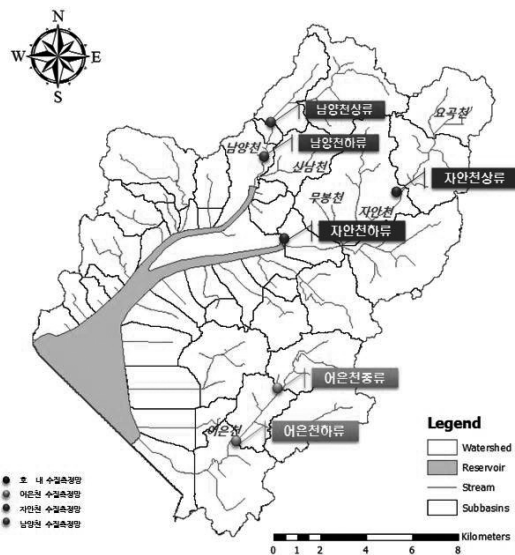 N
W E
S
요곡천
남양천상류
남양천
남양천하류
신남천
자안천상류
무봉천
자안천
자안천하류
어은천중류
어은천
어은천하류
Legend
Watershed
Reservoir
Stream
Subbasins
호 내 수질측정망
어은천 수질측정망
자안천 수질측정망
남양천 수질측정망
Kilometers
0 1 2 4 6 8